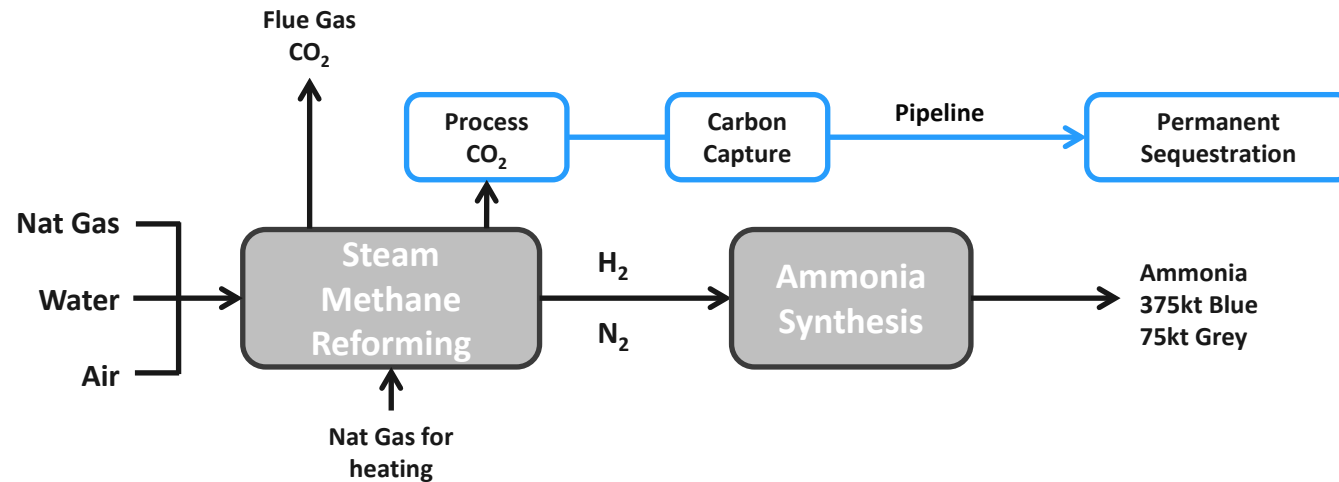 Flue Gas
CO₂
Process
CO₂
Carbon
Capture
Pipeline
Permanent
Sequestration
Nat Gas
Water
Air
Steam
Methane
Reforming
H₂
N₂
Ammonia
Synthesis
Ammonia
375kt Blue
75kt Grey
Nat Gas for
heating